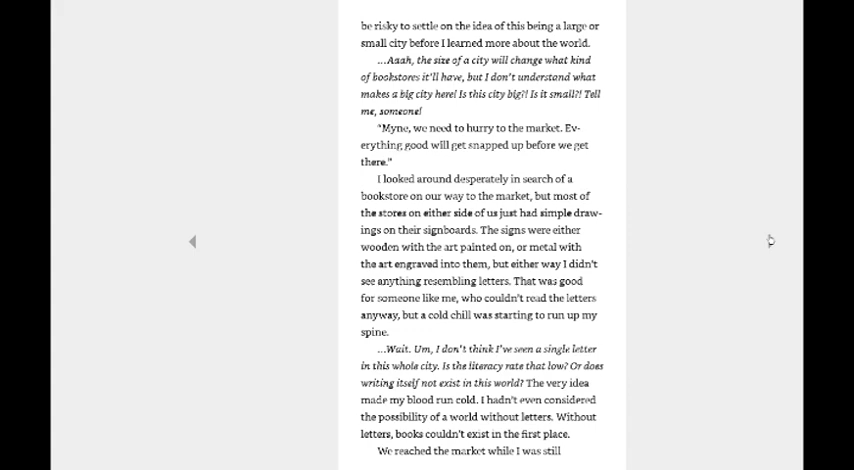 be risky to settle on the idea of this being a large or
small city before I learned more about the world.
...Aaah, the size of a city will change what kind
of bookstores it'll have, but I don't understand what
makes a big city here! Is this city big?! Is it small?! Tell
me, someone!
“Myne, we need to hurry to the market. Ev-
erything good will get snapped up before we get
there.”
I looked around desperately in search of a
bookstore on our way to the market, but most of
the stores on either side of us just had simple draw-
ings on their signboards. The signs were either
wooden with the art painted on, or metal with
the art engraved into them, but either way I didn't
see anything resembling letters. That was good
for someone like me, who couldn't read the letters
anyway, but a cold chill was starting to run up my
spine.
...Wait. Um, I don't think I've seen a single letter
in this whole city. Is the literacy rate that low? Or does
writing itself not exist in this world? The very idea
made my blood run cold. I hadn't even considered
the possibility of a world without letters. Without
letters, books couldn't exist in the first place.
We reached the market while I was still